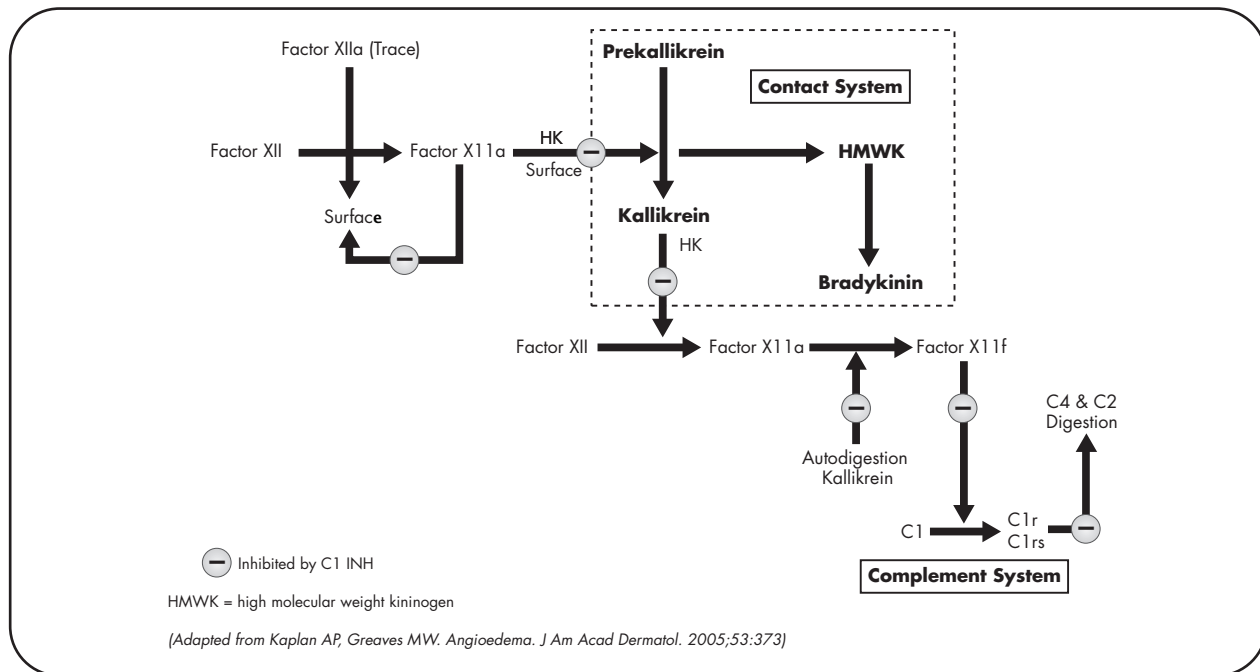 Factor XIIa (Trace)
Prekallikrein
Contact System
Factor XII
Factor X11a
HK
−
Surface
HMWK
Surface
Kallikrein
HK
−
−
Bradykinin
Factor XII
Factor X11a
Factor X11f
−
−
C4 & C2
Digestion
Autodigestion
Kallikrein
C1
C1r
C1rs
−
Complement System
− Inhibited by C1 INH
HMWK = high molecular weight kininogen
(Adapted from Kaplan AP, Greaves MW. Angioedema. J Am Acad Dermatol. 2005;53:373)